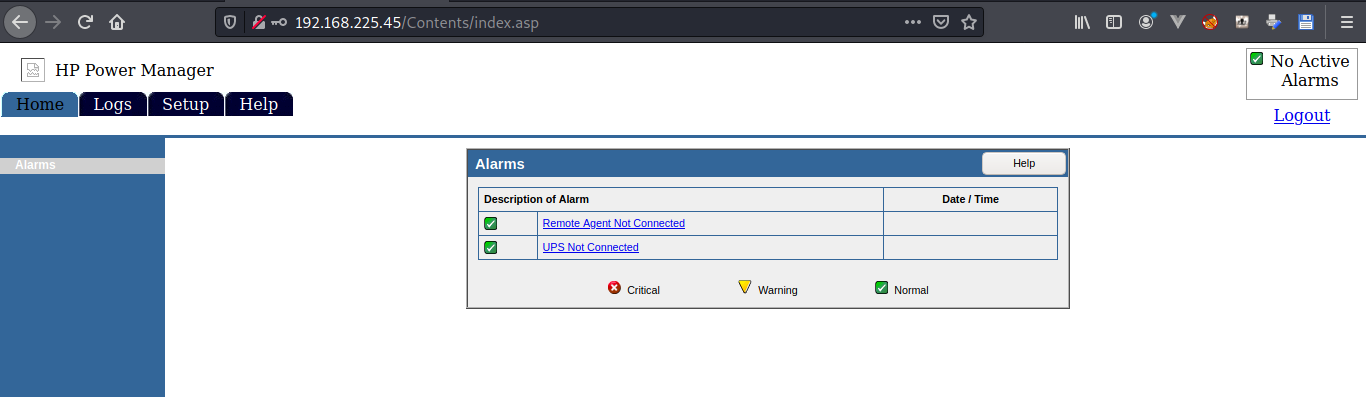 192.168.225.45/Contents/index.asp
HP Power Manager
No Active
Alarms
Home Logs Setup Help
Logout
Alarms
Alarms Help
Description of Alarm Date / Time
Remote Agent Not Connected
UPS Not Connected
Critical Warning Normal